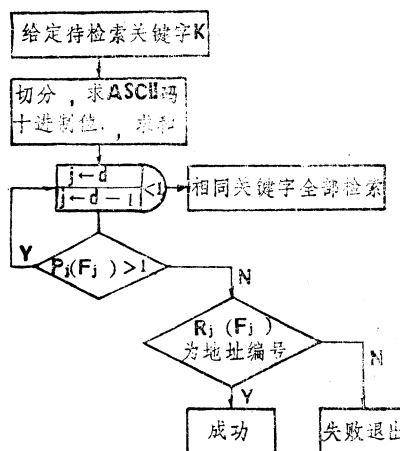 给定待检索关键字K
切分，求ASCII码
十进制值.，求和
j←d
j←d-1
<1
相同关键字全部检索
Y
Pj(Fj)>1
N
Rj(Fj)
为地址编号
N
Y
成功
失败退出